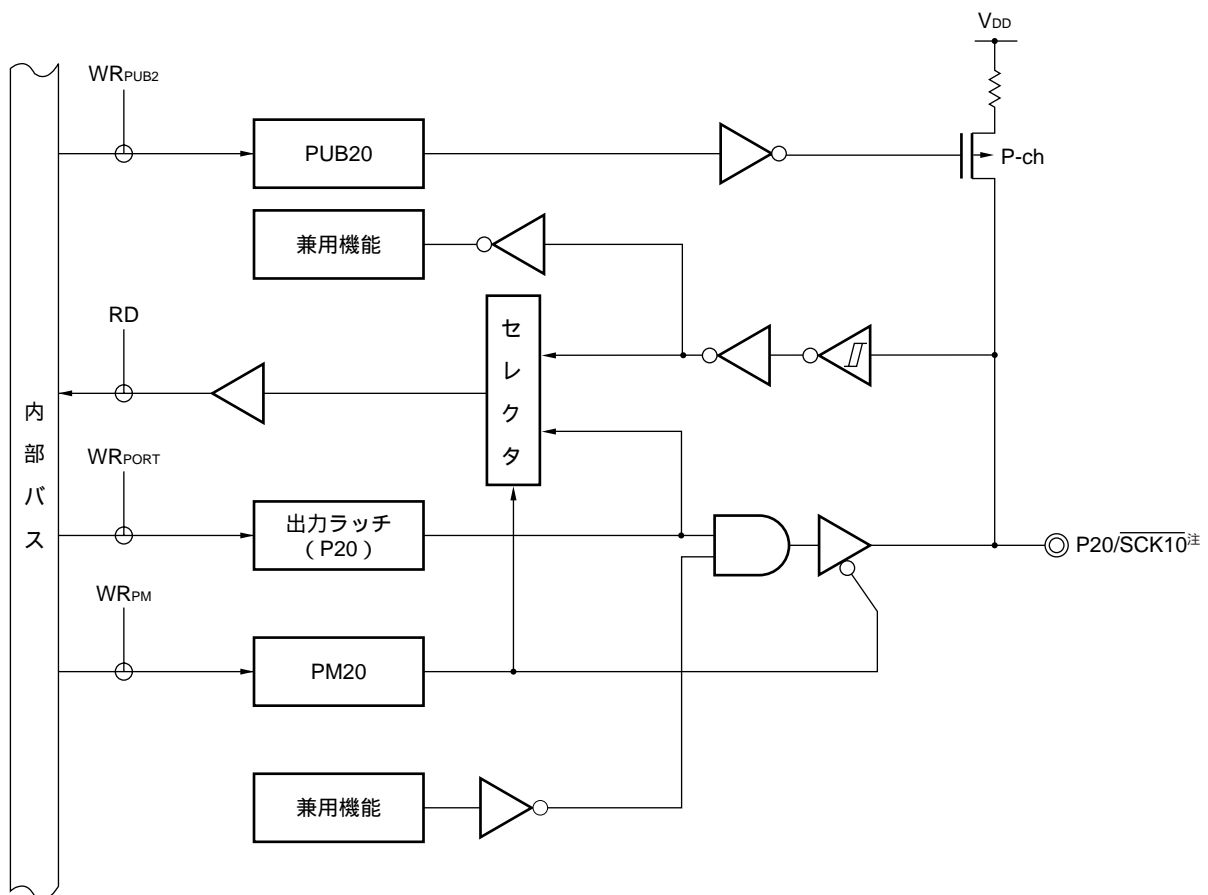 VDD
WRPUB2
PUB20
P-ch
兼用機能
RD
セレクタ
内部バス
WRPORT
出力ラッチ
(P20)
P20/SCK10注
WRPM
PM20
兼用機能